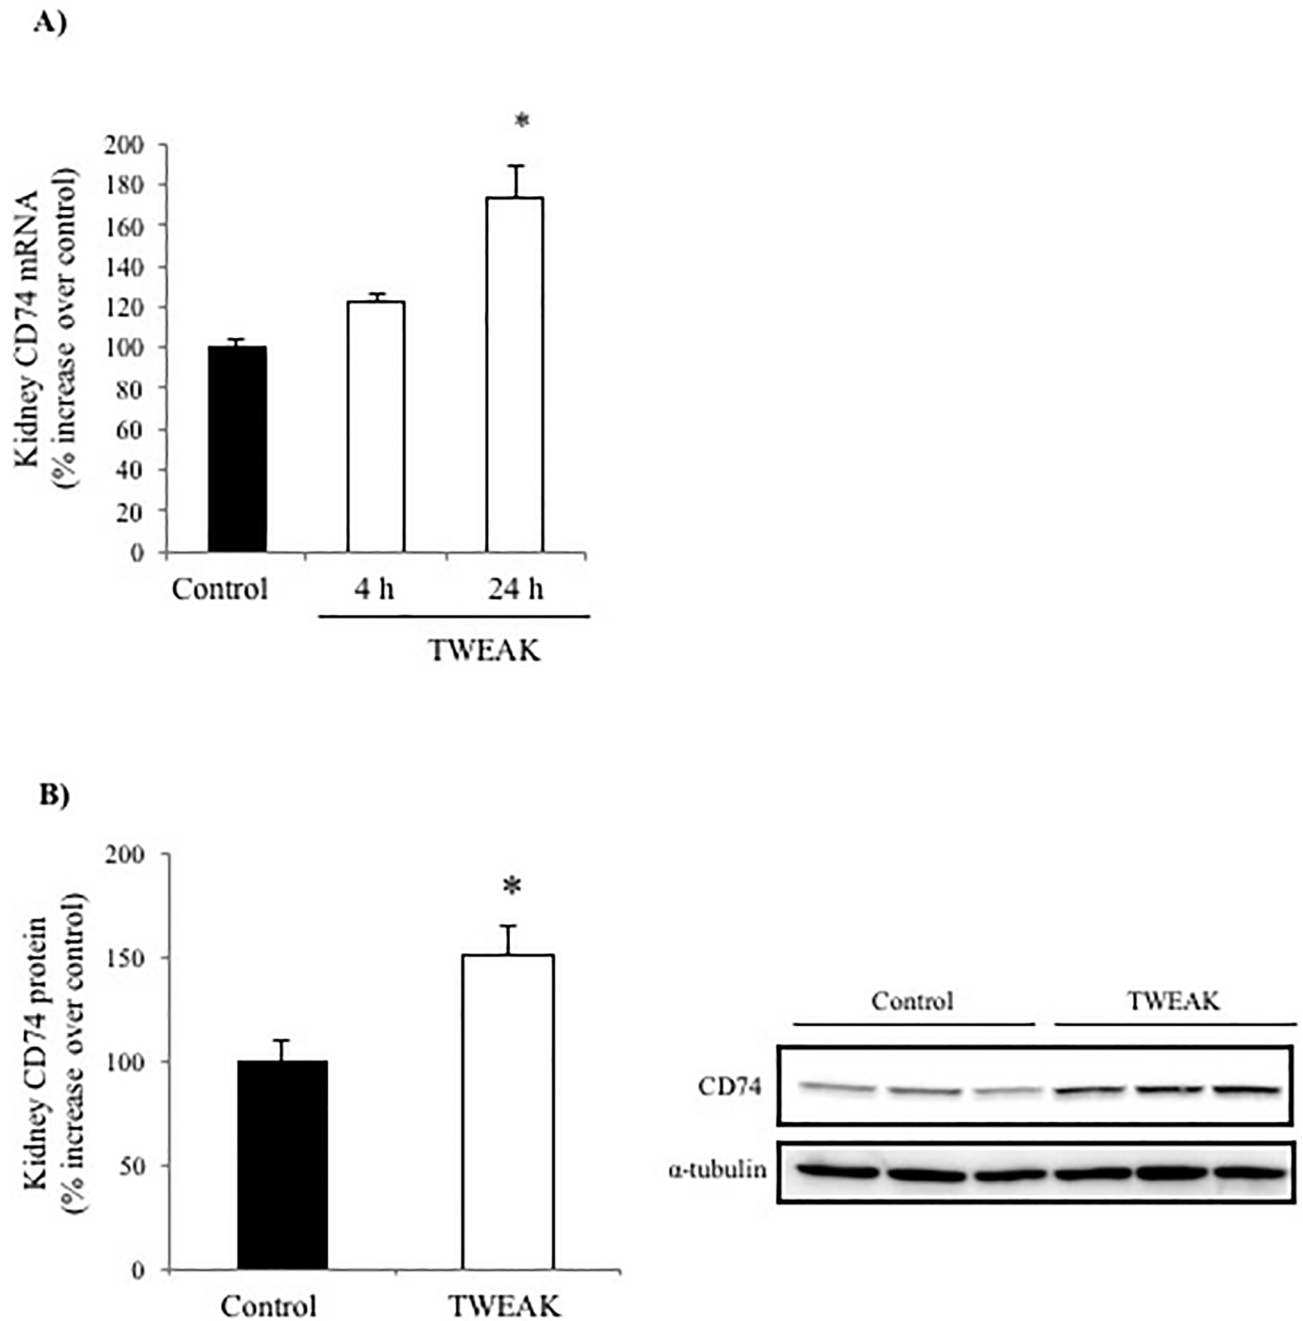 A)
*
200
180
160
140
120
100
80
60
40
20
0
Kidney CD74 mRNA
(% increase over control)
Control
4 h
24 h
TWEAK
B)
*
200
150
100
50
0
Kidney CD74 protein
(% increase over control)
Control
TWEAK
Control
TWEAK
CD74
α-tubulin